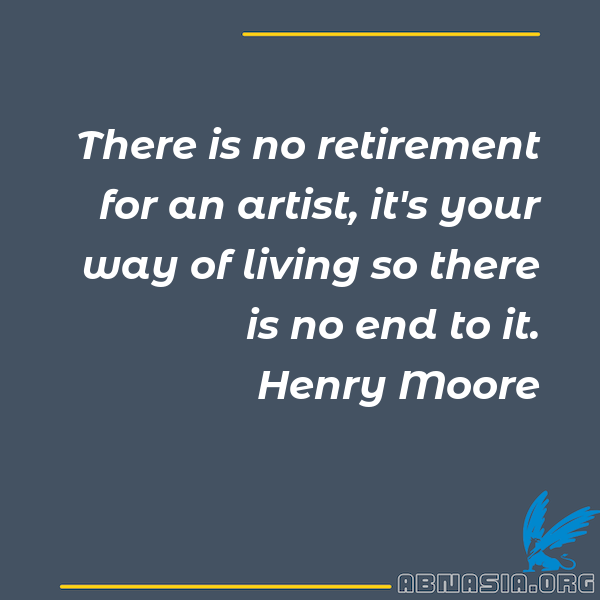 There is no retirement
for an artist, it's your
way of living so there
is no end to it.
Henry Moore
ABNASIA.ORG